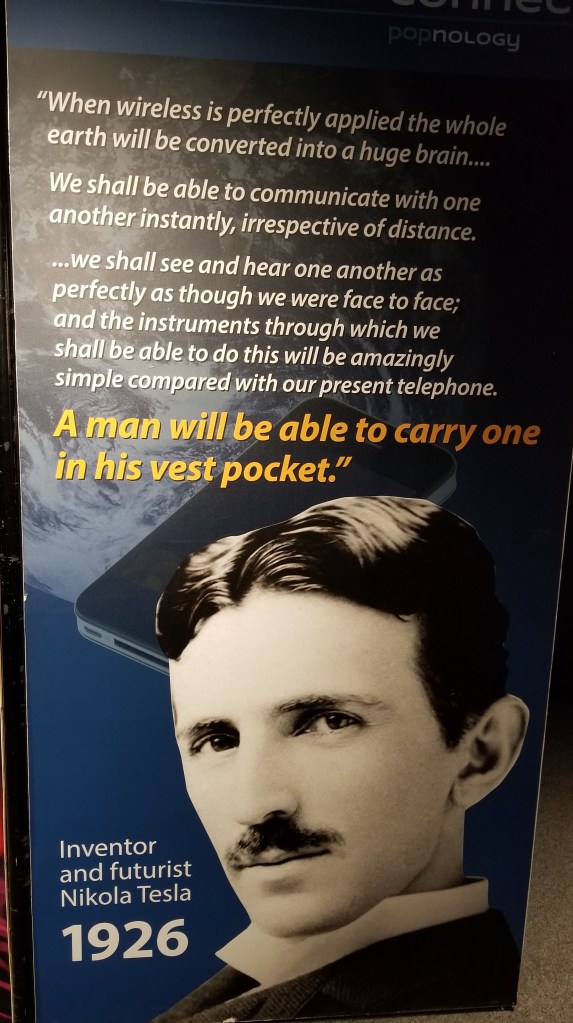 popnology
“When wireless is perfectly applied the whole
earth will be converted into a huge brain....
We shall be able to communicate with one
another instantly, irrespective of distance.
...we shall see and hear one another as
perfectly as though we were face to face;
and the instruments through which we
shall be able to do this will be amazingly
simple compared with our present telephone.
A man will be able to carry one
in his vest pocket.”
Inventor
and futurist
Nikola Tesla
1926